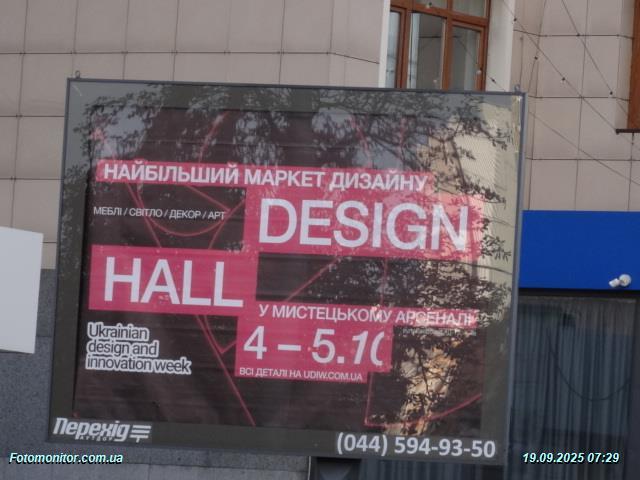 НАЙБІЛЬШИЙ МАРКЕТ ДИЗАЙНУ
МЕБЛІ / СВІТЛО / ДЕКОР / АРТ
DESIGN
HALL
У МИСТЕЦЬКОМУ АРСЕНАЛІ
4 – 5.10
ВСІ ДЕТАЛІ НА UDIW.COM.UA
Ukrainian
design and
innovation week
Перехід
АУТДОР
(044) 594-93-50
Fotomonitor.com.ua
19.09.2025 07:29